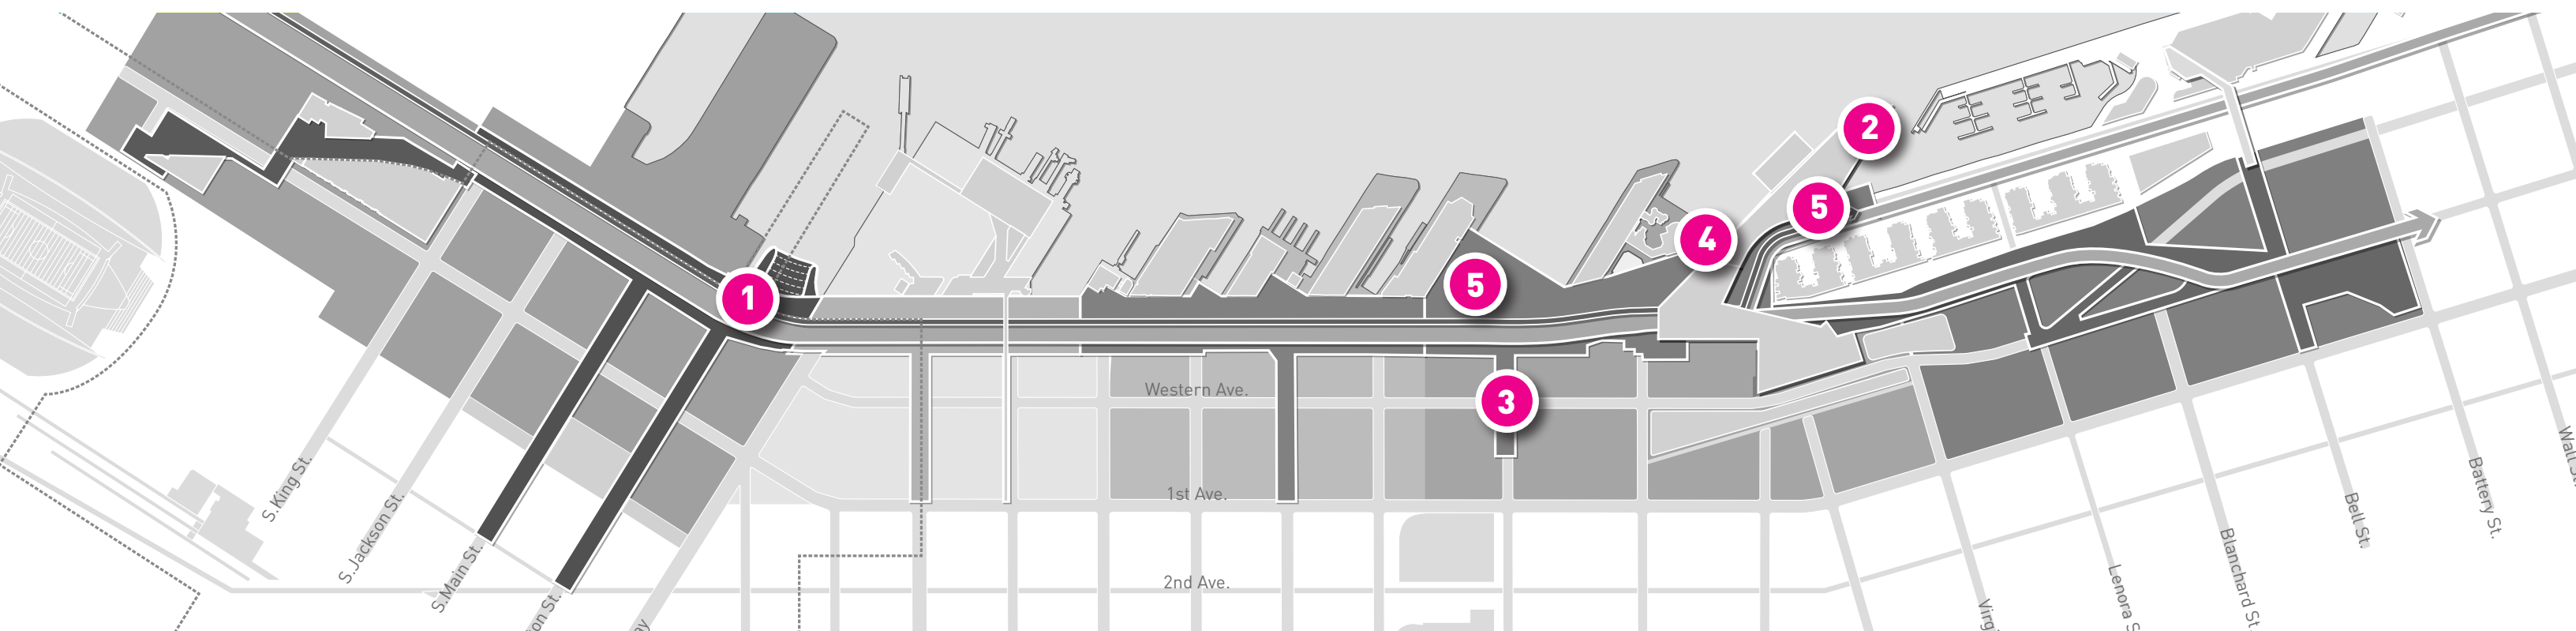 2
5
4
5
1
3
Western Ave.
1st Ave.
2nd Ave.
S.King St.
S.Jackson St.
S.Main St.
Battery St.
Bell St.
Blanchard St.